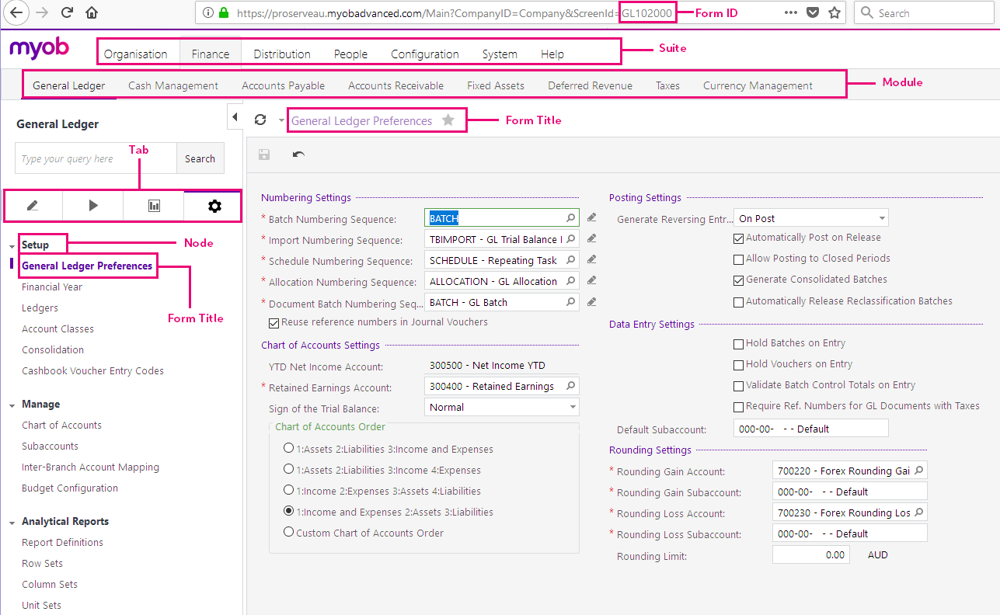 https://proserveau.myobadvanced.com/Main?CompanyID=Company&ScreenId=GL102000
Form ID
Search
myob
Organisation Finance Distribution People Configuration System Help
Suite
General Ledger Cash Management Accounts Payable Accounts Receivable Fixed Assets Deferred Revenue Taxes Currency Management
Module
General Ledger
General Ledger Preferences
Form Title
Tab
Type your query here
Search
Setup
Node
General Ledger Preferences
Form Title
Financial Year
Ledgers
Account Classes
Consolidation
Cashbook Voucher Entry Codes
Manage
Chart of Accounts
Subaccounts
Inter-Branch Account Mapping
Budget Configuration
Analytical Reports
Report Definitions
Row Sets
Column Sets
Unit Sets
Numbering Settings
* Batch Numbering Sequence: BATCH
* Import Numbering Sequence: TBIMPORT - GL Trial Balance I
* Schedule Numbering Sequence: SCHEDULE - Repeating Task
* Allocation Numbering Sequence: ALLOCATION - GL Allocation
* Document Batch Numbering Seq... BATCH - GL Batch
Reuse reference numbers in Journal Vouchers
Chart of Accounts Settings
YTD Net Income Account: 300500 - Net Income YTD
* Retained Earnings Account: 300400 - Retained Earnings
Sign of the Trial Balance: Normal
Chart of Accounts Order
1:Assets 2:Liabilities 3:Income and Expenses
1:Assets 2:Liabilities 3:Income 4:Expenses
1:Income 2:Expenses 3:Assets 4:Liabilities
1:Income and Expenses 2:Assets 3:Liabilities
Custom Chart of Accounts Order
Posting Settings
Generate Reversing Entr... On Post
Automatically Post on Release
Allow Posting to Closed Periods
Generate Consolidated Batches
Automatically Release Reclassification Batches
Data Entry Settings
Hold Batches on Entry
Hold Vouchers on Entry
Validate Batch Control Totals on Entry
Require Ref. Numbers for GL Documents with Taxes
Default Subaccount: 000-00- - - Default
Rounding Settings
* Rounding Gain Account: 700220 - Forex Rounding Gai
* Rounding Gain Subaccount: 000-00- - - Default
* Rounding Loss Account: 700230 - Forex Rounding Los
* Rounding Loss Subaccount: 000-00- - - Default
Rounding Limit: 0.00 AUD